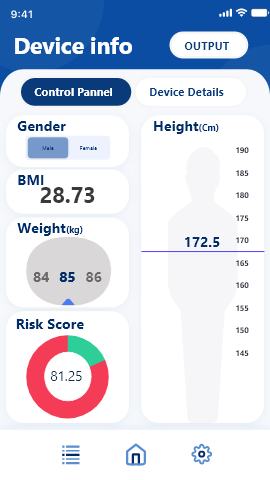 9:41
Device info
OUTPUT
Control Pannel
Device Details
Gender
Male
Female
BMI
28.73
Weight(kg)
84 85 86
Risk Score
81.25
Height(Cm)
190
185
180
175
172.5
170
165
160
155
150
145